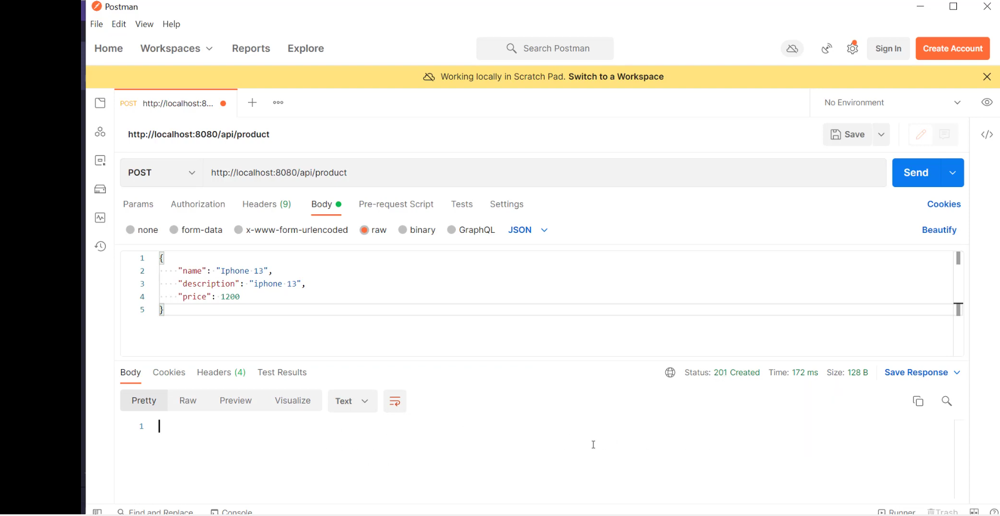 Postman
File Edit View Help
Home Workspaces Reports Explore Search Postman Sign In Create Account
Working locally in Scratch Pad. Switch to a Workspace
POST http://localhost:8... No Environment
http://localhost:8080/api/product Save
POST http://localhost:8080/api/product Send
Params Authorization Headers (9) Body Pre-request Script Tests Settings Cookies
none form-data x-www-form-urlencoded raw binary GraphQL JSON Beautify
1 {
2 "name": "Iphone 13",
3 "description": "iphone 13",
4 "price": 1200
5 }
Body Cookies Headers (4) Test Results Status: 201 Created Time: 172 ms Size: 128 B Save Response
Pretty Raw Preview Visualize Text
1
Find and Replace Console Runner Trash